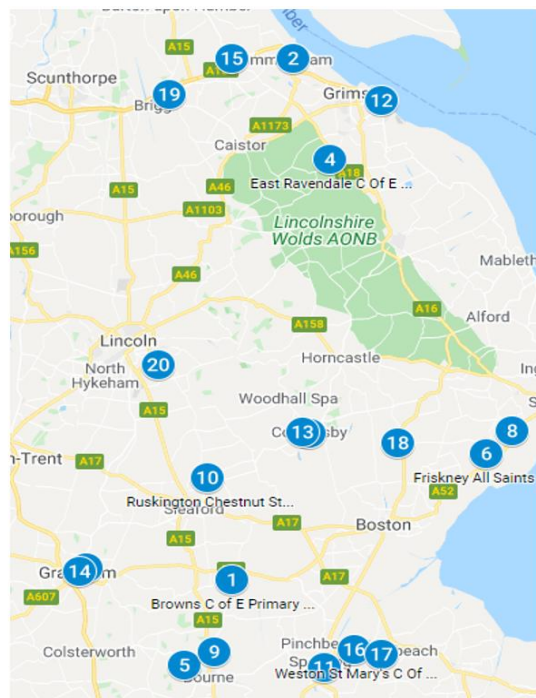 A15
15
2
Scunthorpe
19
Brigg
Grims
12
A1173
Caistor
4
A18
East Ravendale C Of E ...
A15
A46
A1103
Lincolnshire
Wolds AONB
A156
Mableth
A46
A16
Alford
Lincoln
A158
Horncastle
20
North
Hykeham
Woodhall Spa
A15
13
18
8
6
n-Trent
A17
10
Friskney All Saints
A52
Ruskington Chestnut St...
Sleaford
A17
Boston
A15
14
1
A17
A607
Browns C of E Primary ...
A15
Colsterworth
5
9
Bourne
Pinchbe
16
17
beach
11
Weston St Mary's C Of ...